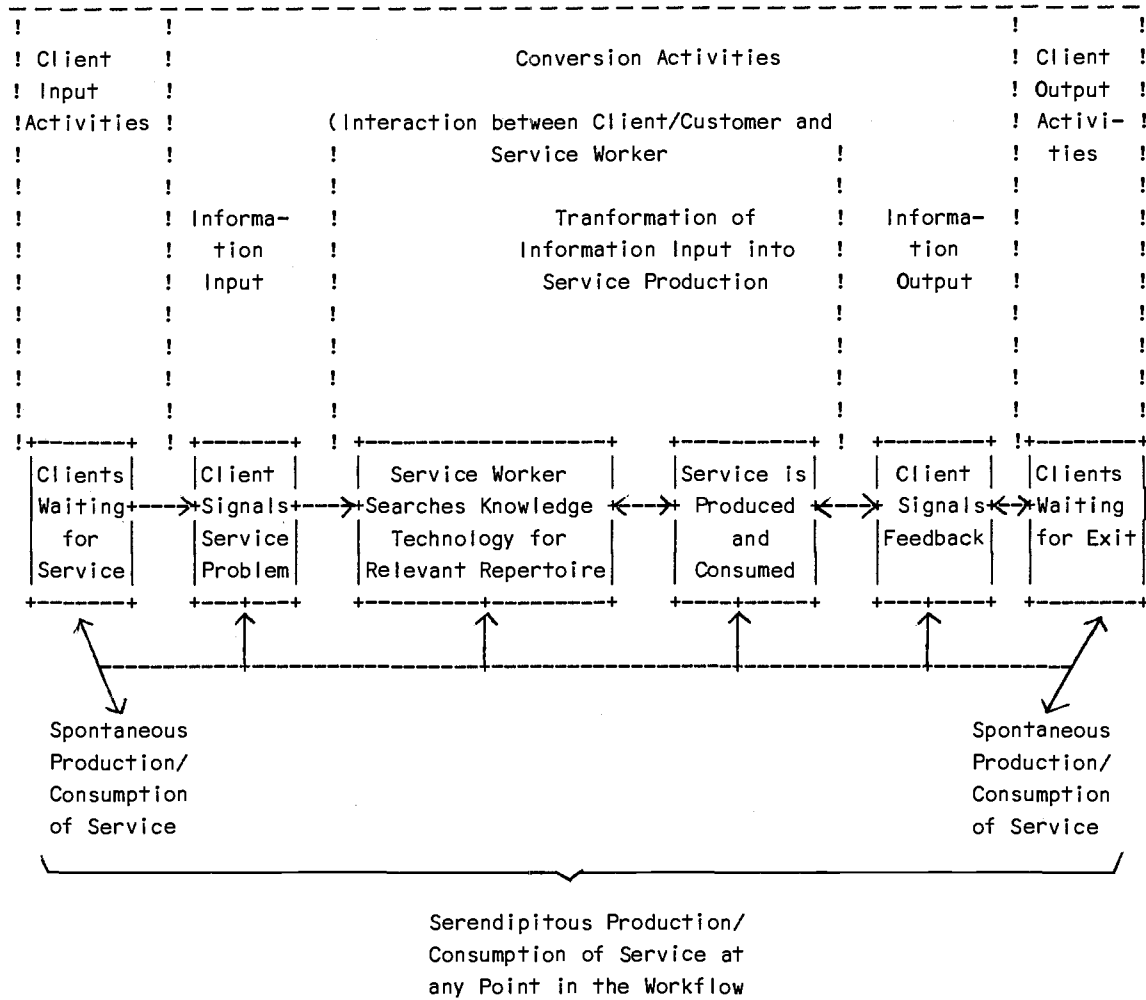 Client
Input
Activities
Conversion Activities
(Interaction between Client/Customer and
Service Worker
Client
Output
Activi-
ties
Informa-
tion
Input
Tranformation of
Information Input into
Service Production
Informa-
tion
Output
Clients
Waiting
for
Service
Client
Signals
Service
Problem
Service Worker
Searches Knowledge
Technology for
Relevant Repertoire
Service is
Produced
and
Consumed
Client
Signals
Feedback
Clients
Waiting
for Exit
Spontaneous
Production/
Consumption
of Service
Spontaneous
Production/
Consumption
of Service
Serendipitous Production/
Consumption of Service at
any Point in the Workflow